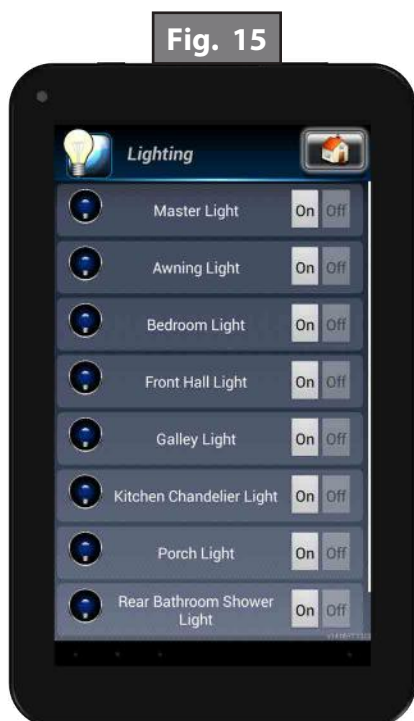 Fig. 15
Lighting
Master Light On Off
Awning Light On Off
Bedroom Light On Off
Front Hall Light On Off
Galley Light On Off
Kitchen Chandelier Light On Off
Porch Light On Off
Rear Bathroom Shower
Light On Off